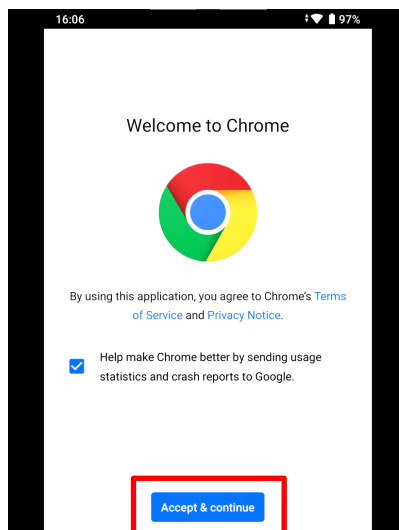 16:06 97%
Welcome to Chrome
By using this application, you agree to Chrome’s Terms
of Service and Privacy Notice.
Help make Chrome better by sending usage
statistics and crash reports to Google.
Accept & continue